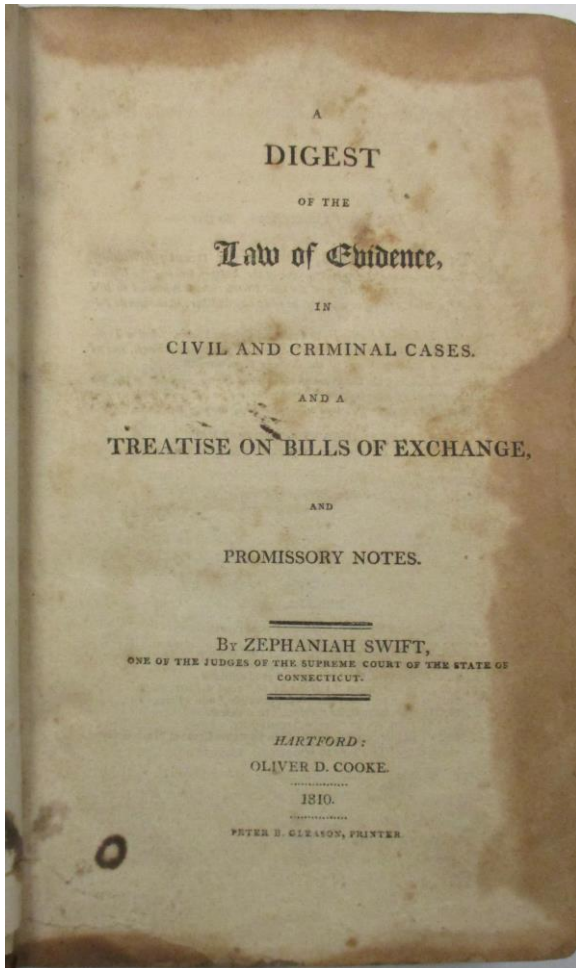 A
DIGEST
OF THE
Law of Evidence,
IN
CIVIL AND CRIMINAL CASES.
AND A
TREATISE ON BILLS OF EXCHANGE,
AND
PROMISSORY NOTES.
By ZEPHANIAH SWIFT,
ONE OF THE JUDGES OF THE SUPREME COURT OF THE STATE OF
CONNECTICUT.
HARTFORD:
OLIVER D. COOKE.
1810.
PETER B. GLEASON, PRINTER.